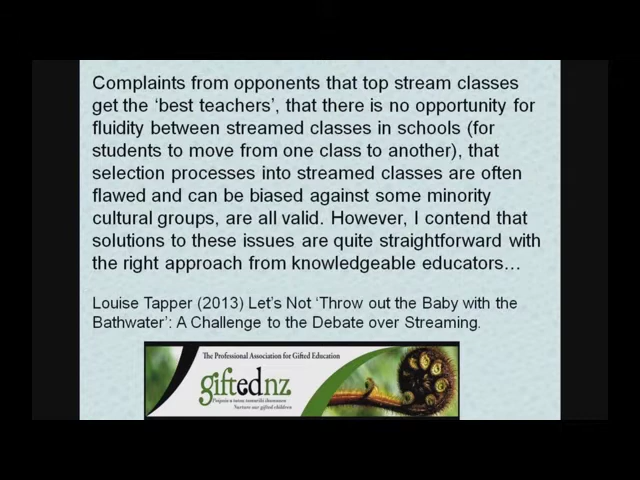 Complaints from opponents that top stream classes
get the ‘best teachers’, that there is no opportunity for
fluidity between streamed classes in schools (for
students to move from one class to another), that
selection processes into streamed classes are often
flawed and can be biased against some minority
cultural groups, are all valid. However, I contend that
solutions to these issues are quite straightforward with
the right approach from knowledgeable educators…
Louise Tapper (2013) Let’s Not ‘Throw out the Baby with the
Bathwater’: A Challenge to the Debate over Streaming.
The Professional Association for Gifted Education
giftednz
Nurture our gifted children